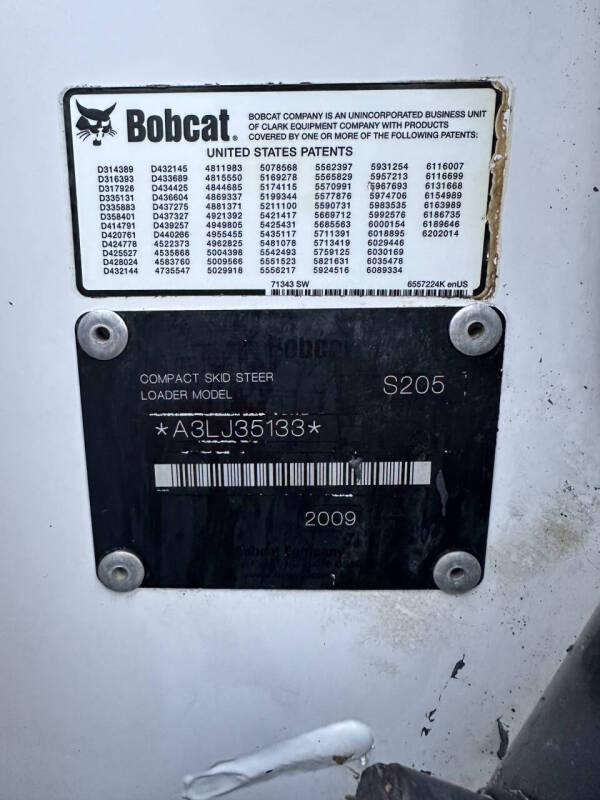 Bobcat.
BOBCAT COMPANY IS AN UNINCORPORATED BUSINESS UNIT
OF CLARK EQUIPMENT COMPANY WITH PRODUCTS
COVERED BY ONE OR MORE OF THE FOLLOWING PATENTS:
UNITED STATES PATENTS
D314389 D432145 4811983 5078568 5562397 5931254 6116007
D316393 D433689 4815550 5169278 5565829 5957213 6116699
D317926 D434425 4844685 5174115 5570991 5967693 6131668
D335131 D436604 4869337 5199344 5577876 5974706 6154989
D335883 D437275 4881371 5211100 5590731 5983535 6163989
D358401 D437327 4921392 5421417 5669712 5992576 6186735
D414791 D439257 4949805 5425431 5685563 6000154 6189646
D420761 D440286 4955455 5435117 5711391 6018895 6202014
D424778 4522373 4962825 5481078 5713419 6029446
D425527 4535868 5004398 5542493 5759125 6030169
D428024 4583760 5009566 5551523 5821631 6035478
D432144 4735547 5029918 5556217 5924516 6089334
71343 SW 6557224K enUS
Bobcat
COMPACT SKID STEER
LOADER MODEL S205
*A3LJ35133*
2009
Bobcat Company